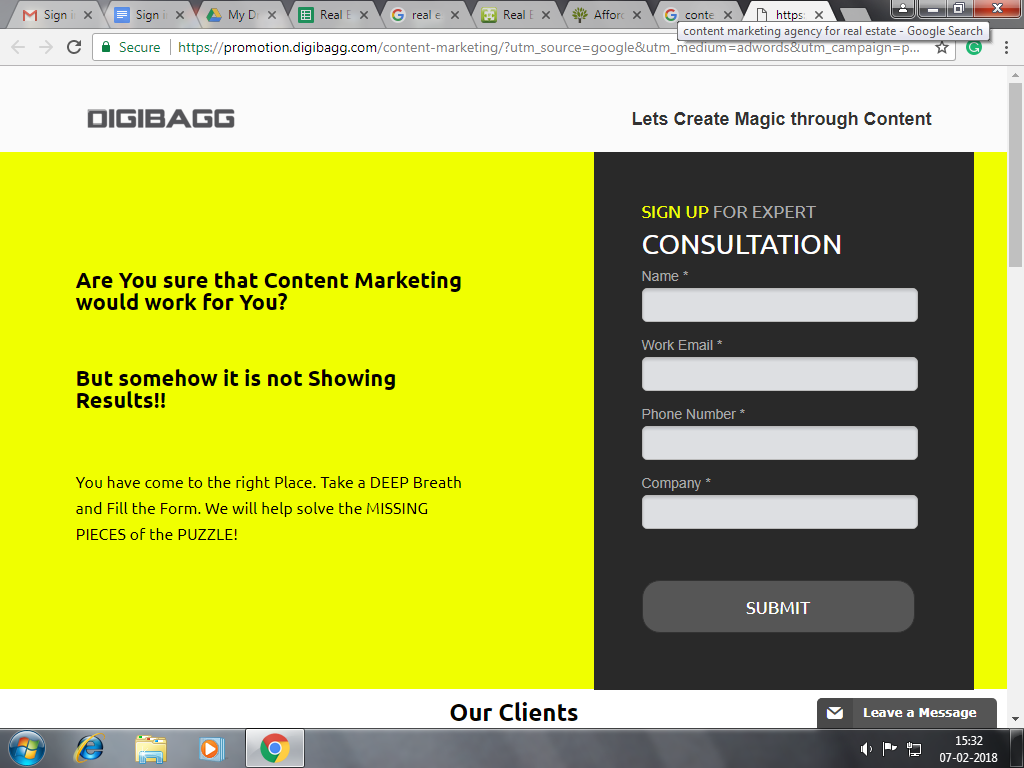 Sign i
Sign i
My D
Real E
real e
Real E
Affor
conte
https:
content marketing agency for real estate - Google Search
Secure
https://promotion.digibagg.com/content-marketing/?utm_source=google&utm_medium=adwords&utm_campaign=p...
DIGIBAGG
Lets Create Magic through Content
SIGN UP FOR EXPERT
CONSULTATION
Name *
Work Email *
Phone Number *
Company *
SUBMIT
Are You sure that Content Marketing
would work for You?
But somehow it is not Showing
Results!!
You have come to the right Place. Take a DEEP Breath
and Fill the Form. We will help solve the MISSING
PIECES of the PUZZLE!
Our Clients
Leave a Message
15:32
07-02-2018